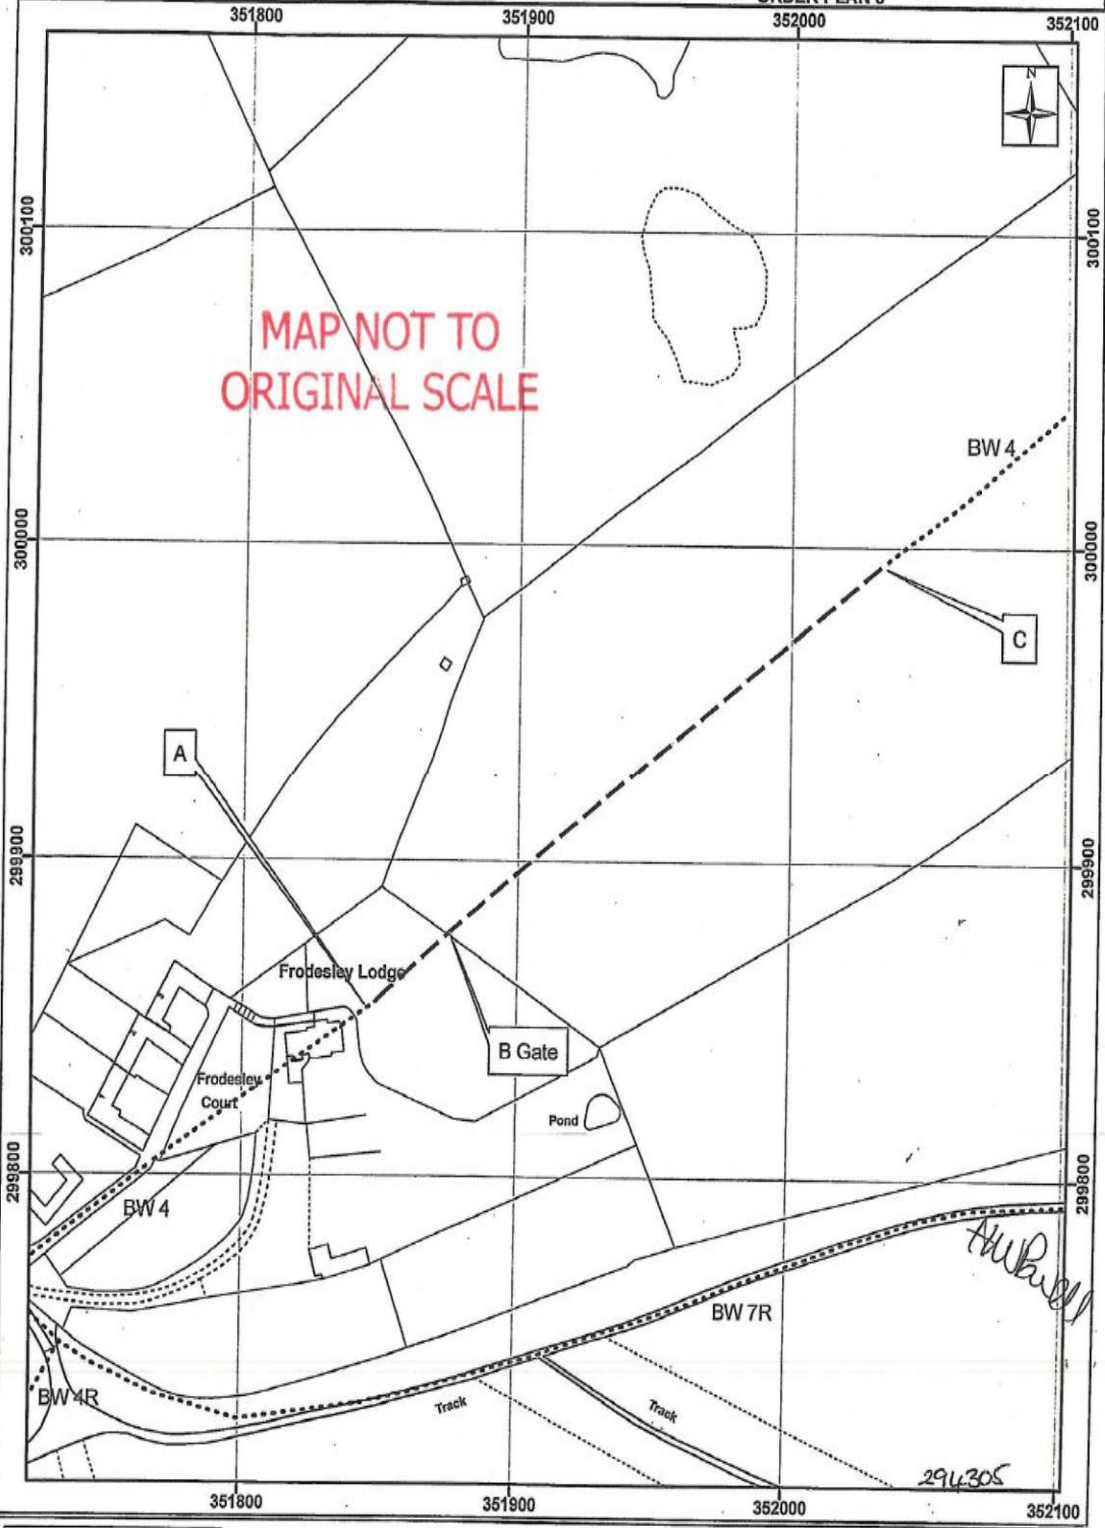 351800
351900
352000
352100
N
300100
300100
MAP NOT TO
ORIGINAL SCALE
BW 4
300000
300000
C
A
299900
299900
Frodesley Lodge
B Gate
Frodesley
Court
Pond
299800
299800
BW 4
BW 7R
BW 4R
Track
Track
294305
351800
351900
352000
352100